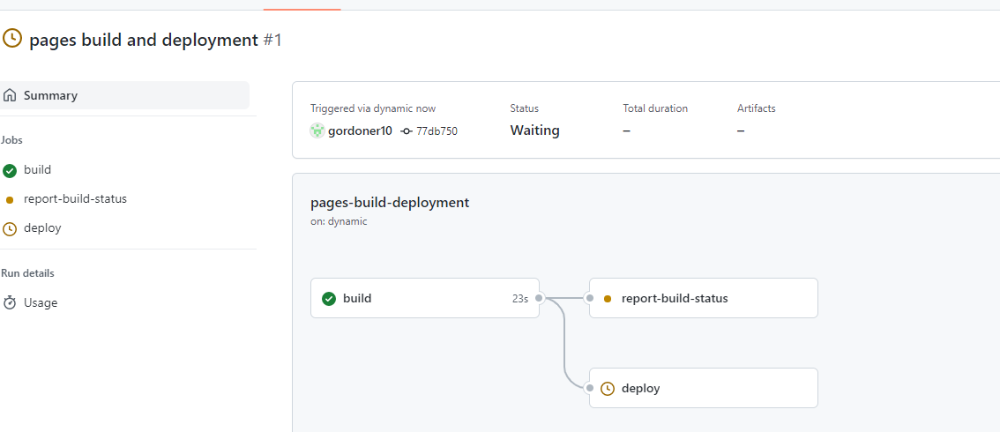 pages build and deployment #1
Summary
Jobs
build
report-build-status
deploy
Run details
Usage
Triggered via dynamic now
gordoner10 77db750
Status
Waiting
Total duration
–
Artifacts
–
pages-build-deployment
on: dynamic
build 23s
report-build-status
deploy